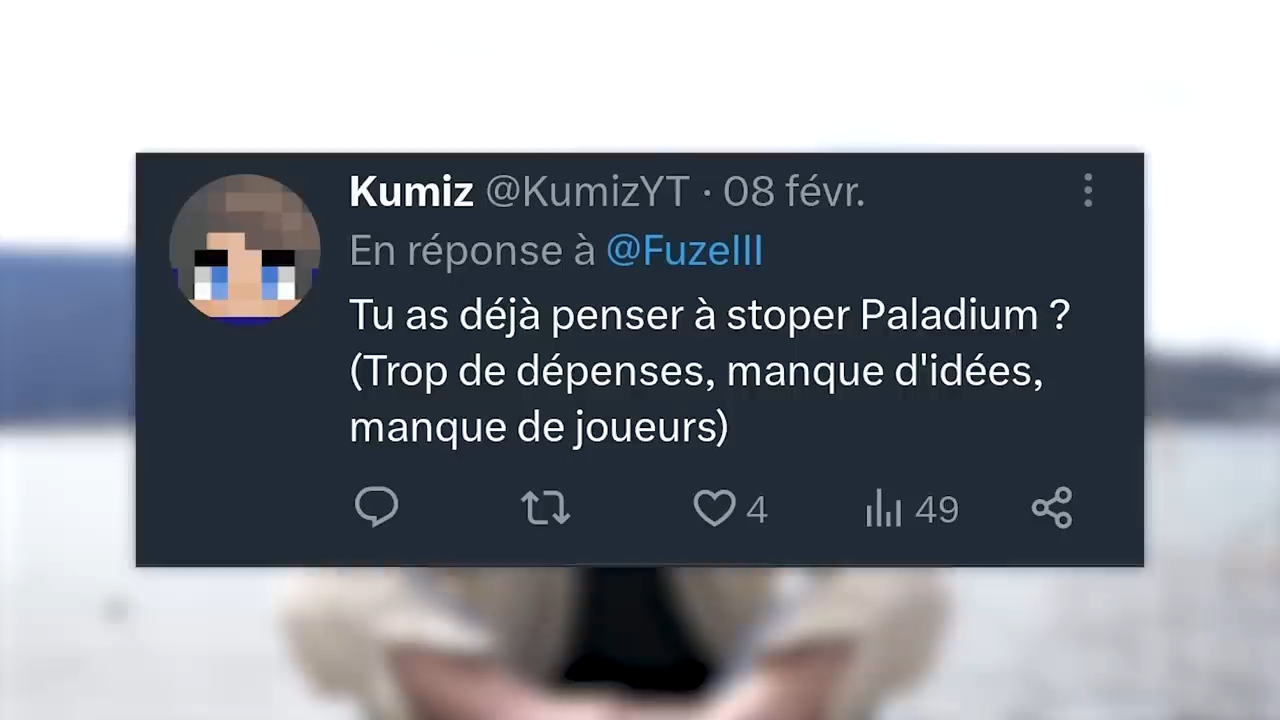 Kumiz @KumizYT · 08 févr.
En réponse à @FuzeIII
Tu as déjà penser à stoper Paladium ?
(Trop de dépenses, manque d'idées,
manque de joueurs)
4 49